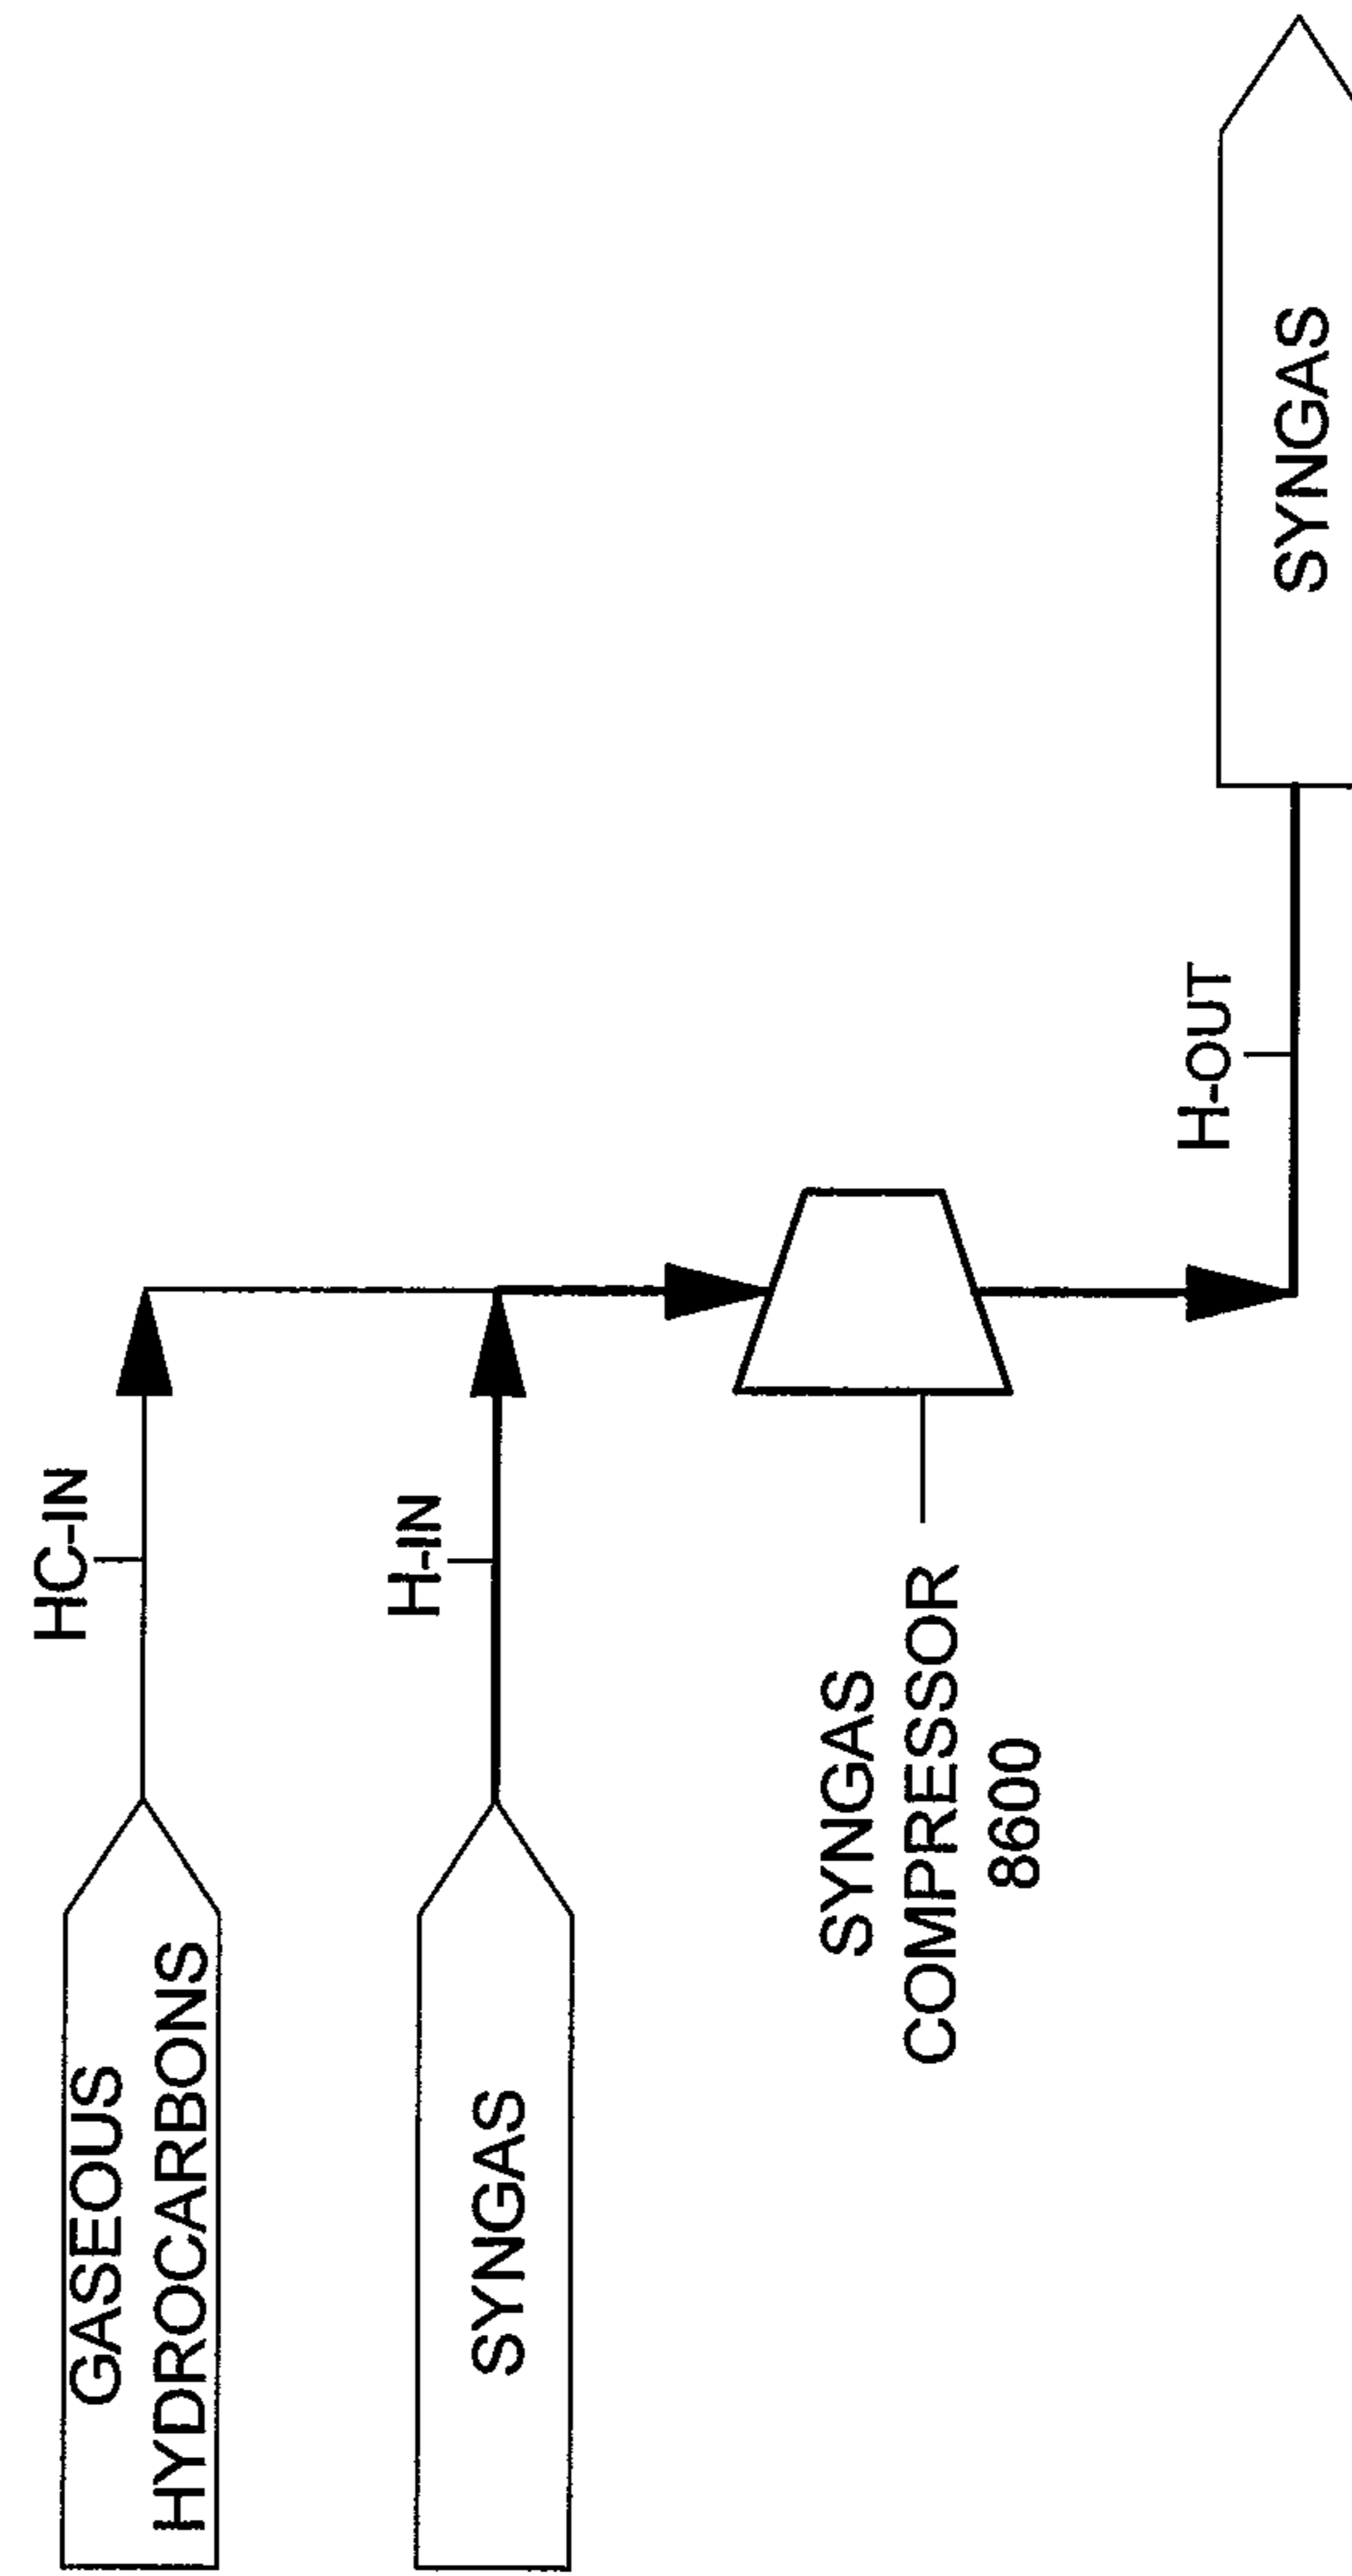 GASEOUS
HYDROCARBONS
HC-IN
SYNGAS
H-IN
SYNGAS
COMPRESSOR
8600
H-OUT
SYNGAS